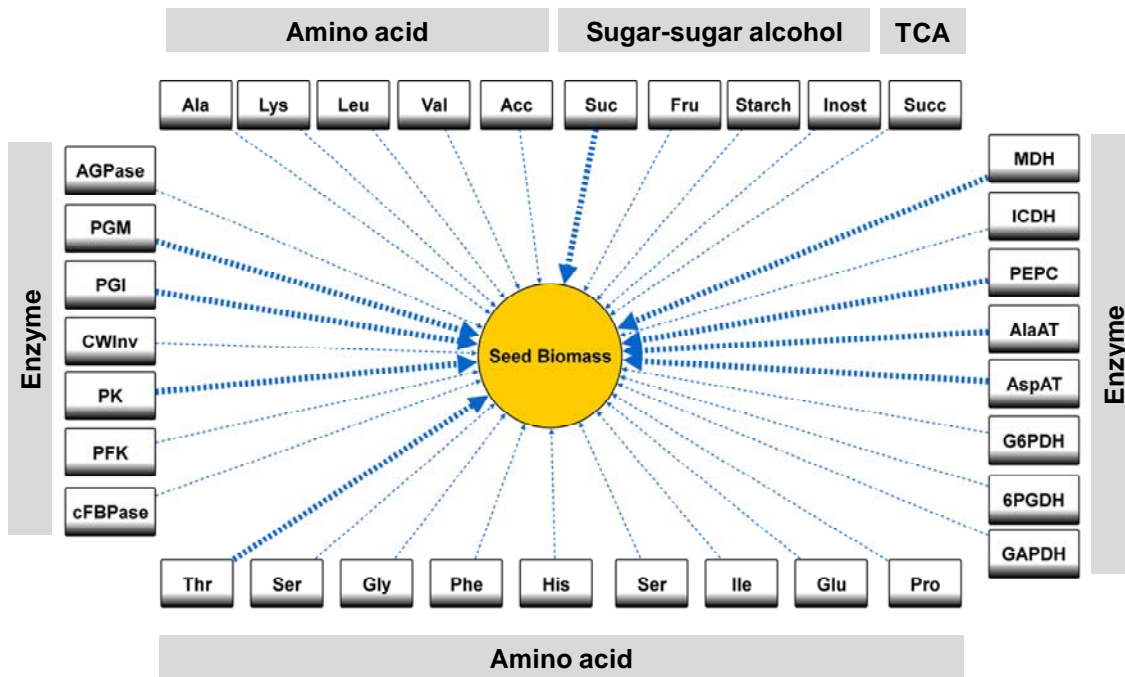 Amino acid
Sugar-sugar alcohol
TCA
Ala
Lys
Leu
Val
Acc
Suc
Fru
Starch
Inost
Succ
Enzyme
AGPase
PGM
PGI
CWInv
PK
PFK
cFBPase
Seed Biomass
MDH
ICDH
PEPC
AlaAT
AspAT
G6PDH
6PGDH
GAPDH
Enzyme
Thr
Ser
Gly
Phe
His
Ser
Ile
Glu
Pro
Amino acid